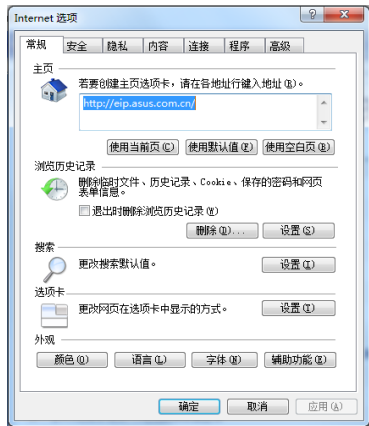 Internet 选项
常规 安全 隐私 内容 连接 程序 高级
主页
若要创建主页选项卡，请在各地址行键入地址(R)。
http://eip.asus.com.cn/
使用当前页(C) 使用默认值(F) 使用空白页(B)
浏览历史记录
删除临时文件、历史记录、Cookie、保存的密码和网页
表单信息。
退出时删除浏览历史记录(W)
删除(D)... 设置(S)
搜索
更改搜索默认值。 设置(I)
选项卡
更改网页在选项卡中显示的方式。 设置(T)
外观
颜色(O) 语言(L) 字体(N) 辅助功能(E)
确定 取消 应用(A)